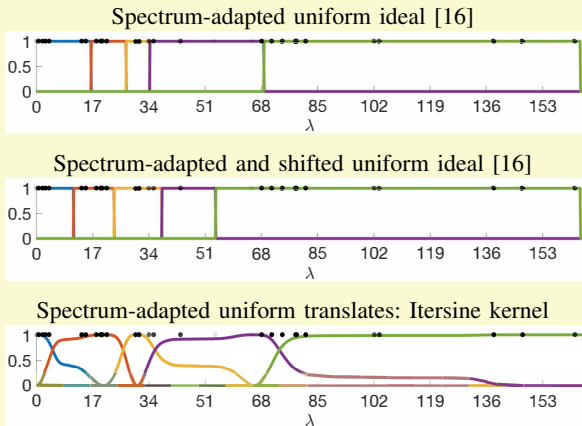 Spectrum-adapted uniform ideal [16]
1
0.5
0
0 17 34 51 68 85 102 119 136 153
λ
Spectrum-adapted and shifted uniform ideal [16]
1
0.5
0
0 17 34 51 68 85 102 119 136 153
λ
Spectrum-adapted uniform translates: Itersine kernel
1
0.5
0
0 17 34 51 68 85 102 119 136 153
λ